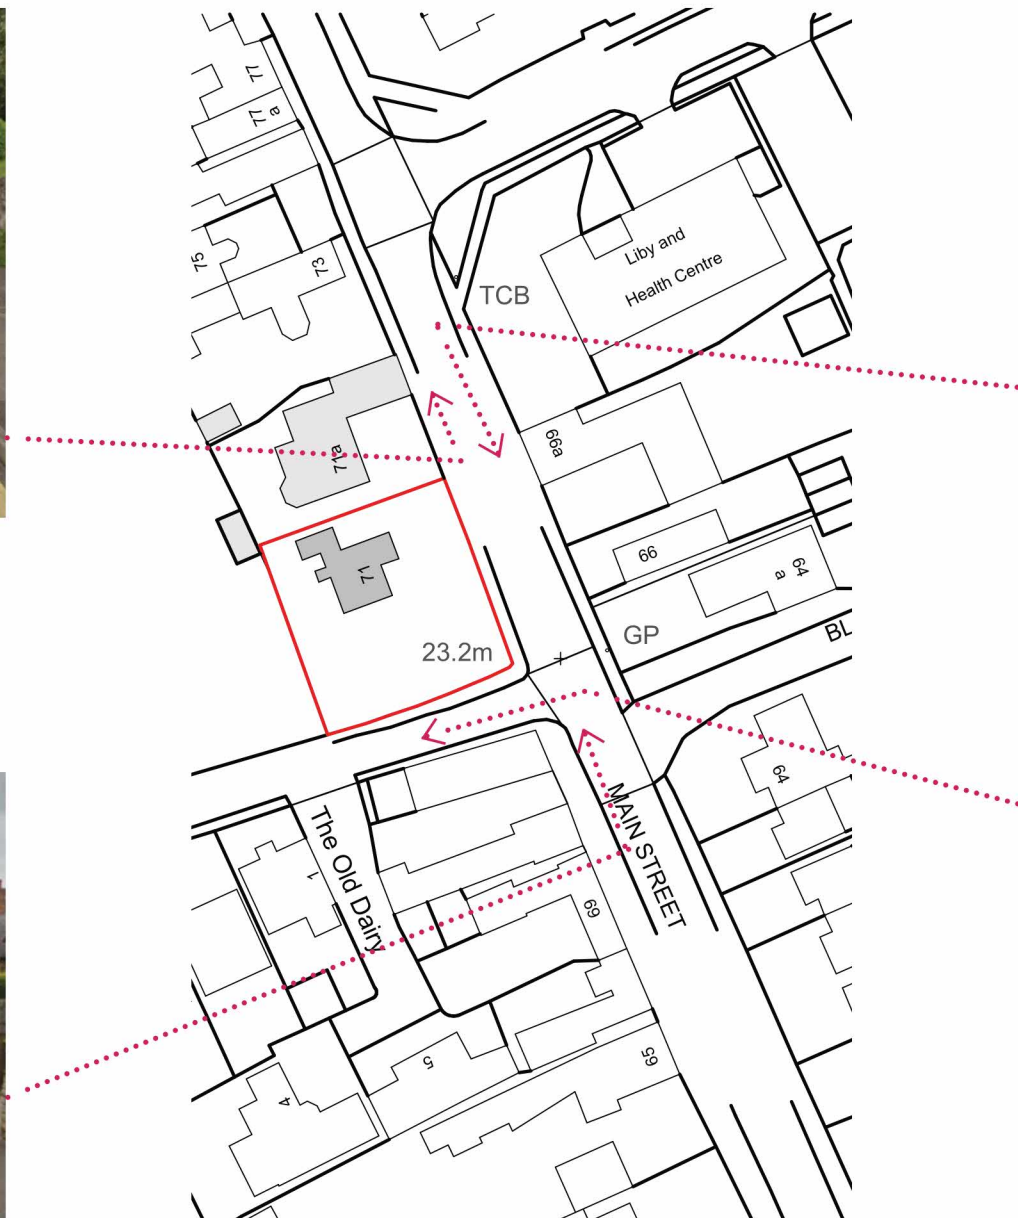 77
77
a
75
73
Liby and
Health Centre
TCB
71a
69a
71
66
64
a
23.2m
GP
BL
64
MAIN STREET
The Old Dairy
1
69
5
65
4